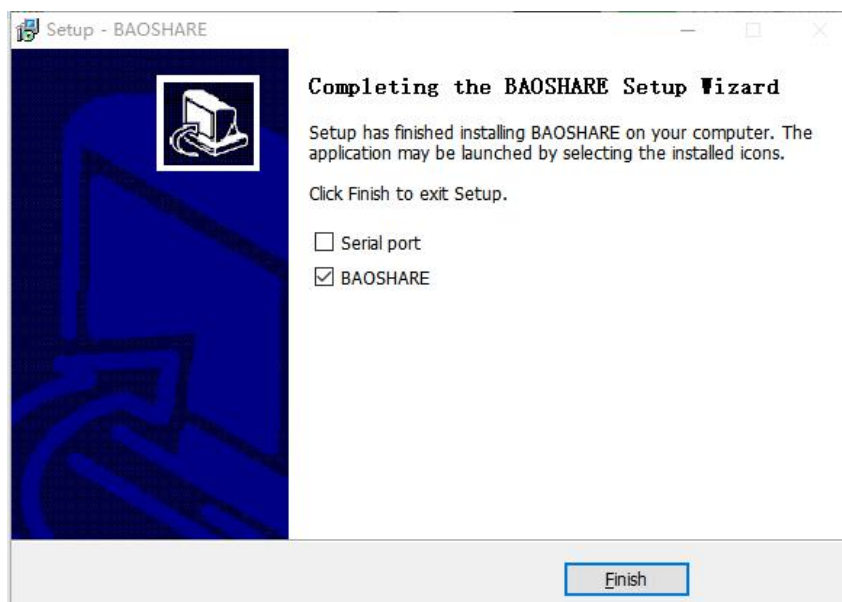 Setup - BAOSHARE
Completing the BAOSHARE Setup Wizard
Setup has finished installing BAOSHARE on your computer. The
application may be launched by selecting the installed icons.
Click Finish to exit Setup.
Serial port
BAOSHARE
Finish